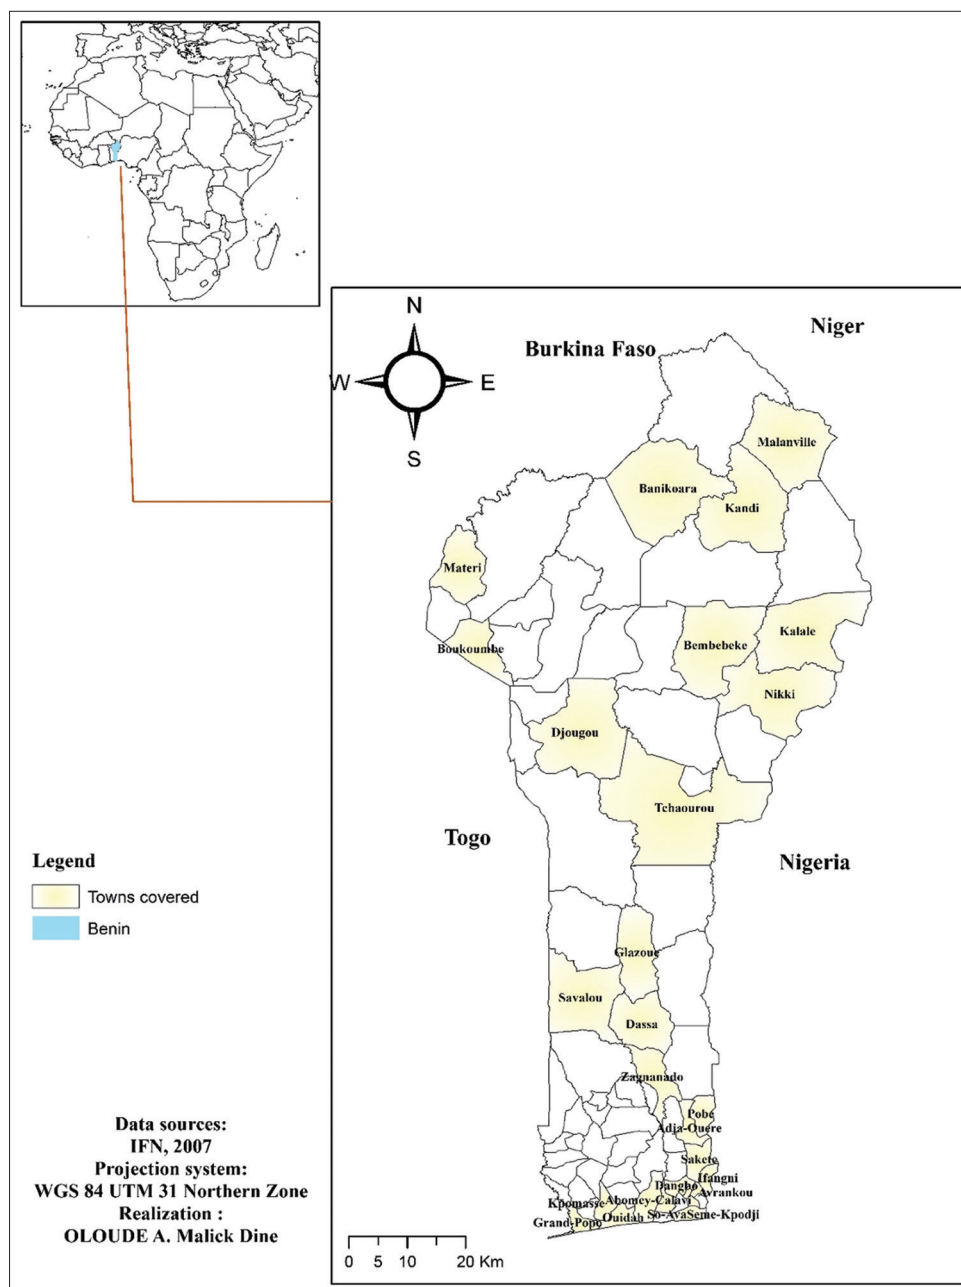 N
Niger
Burkina Faso
W
E
S
Malanville
Banikoara
Kandi
Materi
Boukoumbe
Bembebeke
Kalale
Nikki
Djougou
Tchaourou
Togo
Nigeria
Legend
Towns covered
Benin
Glazoue
Savalou
Dassa
Zagnanado
Pobe
Adja-Ouere
Sakete
Ifangni
Dangbo
Avrankou
Kpomasse
Abomey-Calavi
Grand-Popo
Ouidah
So-Ava
Seme-Kpodji
Data sources:
IFN, 2007
Projection system:
WGS 84 UTM 31 Northern Zone
Realization :
OLOUDE A. Malick Dine
0 5 10 20 Km